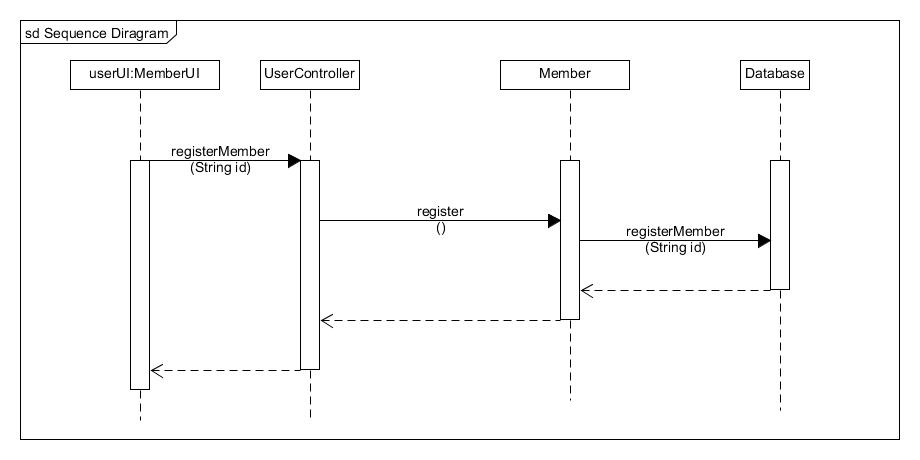 sd Sequence Diragram
userUI:MemberUI
UserController
Member
Database
registerMember
(String id)
register
()
registerMember
(String id)